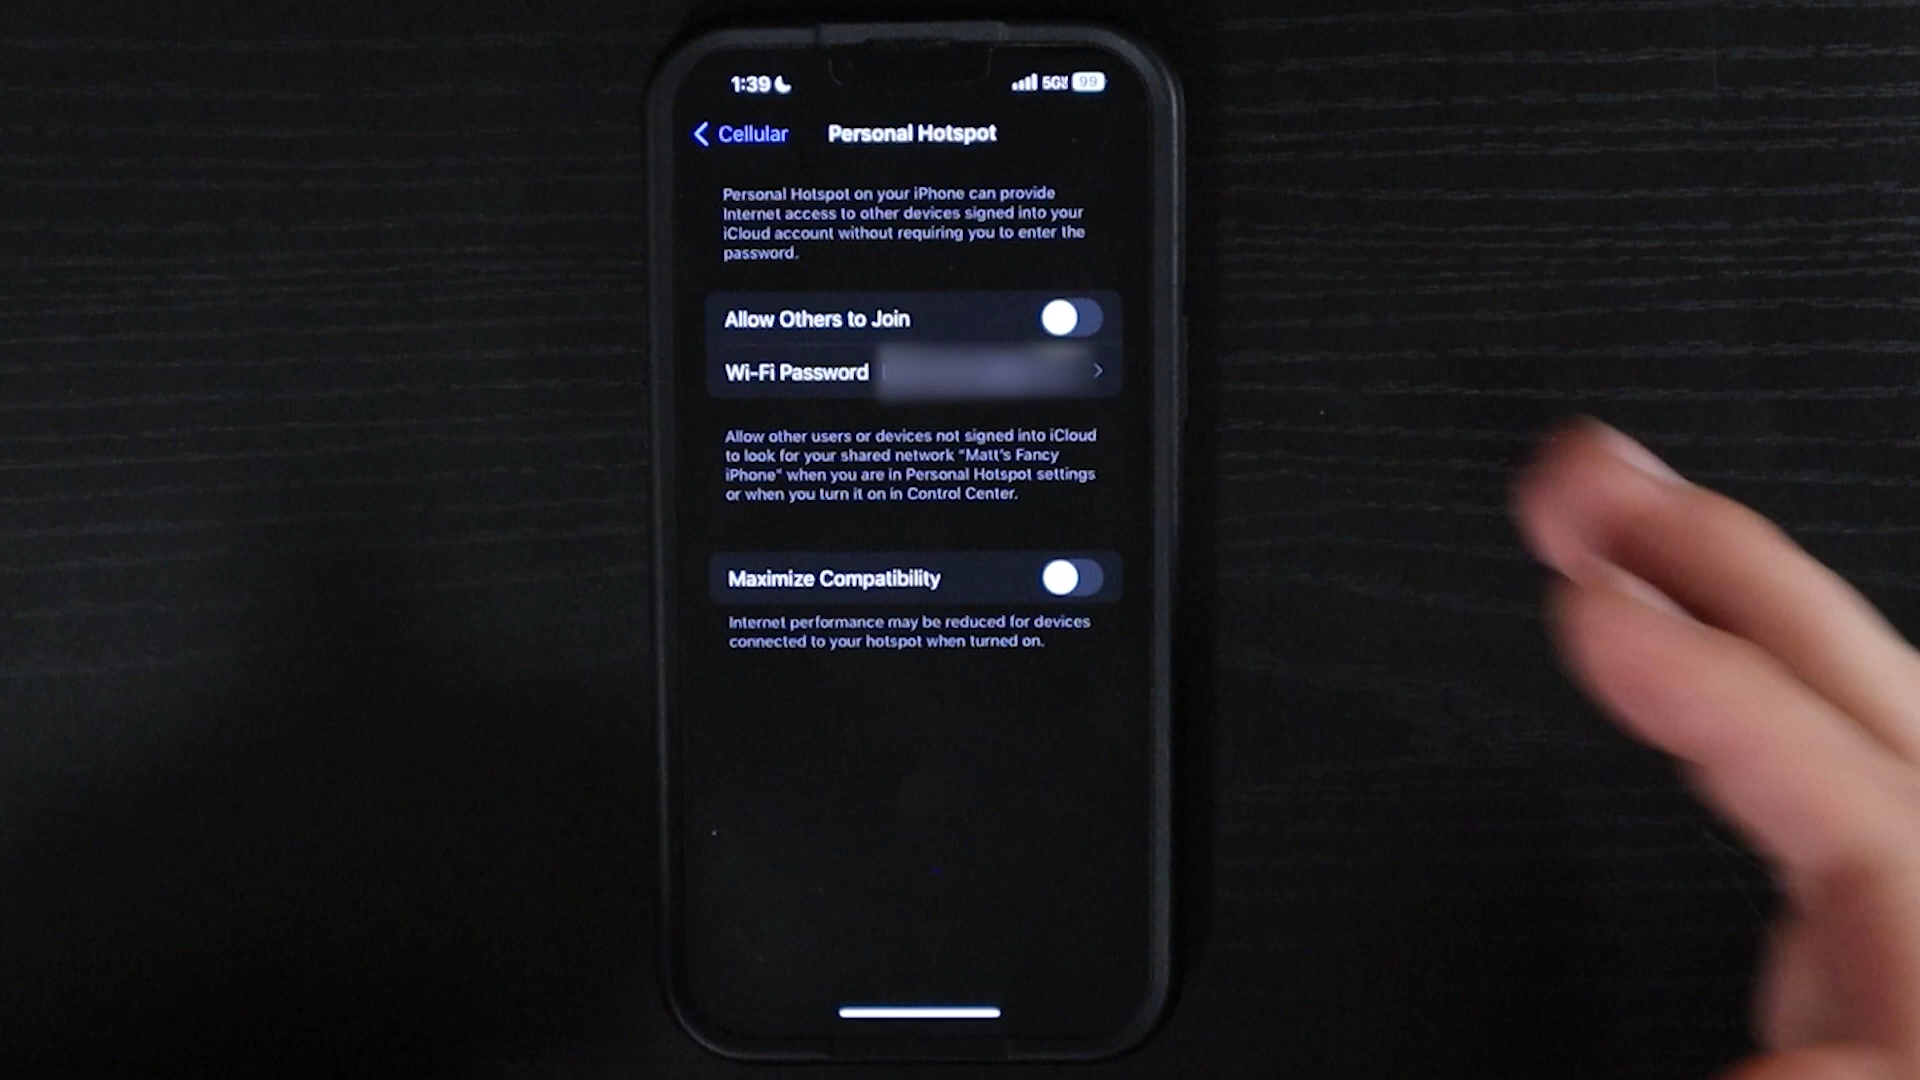 1:39 5G 99
Cellular Personal Hotspot
Personal Hotspot on your iPhone can provide
Internet access to other devices signed into your
iCloud account without requiring you to enter the
password.
Allow Others to Join
Wi-Fi Password
Allow other users or devices not signed into iCloud
to look for your shared network "Matt's Fancy
iPhone" when you are in Personal Hotspot settings
or when you turn it on in Control Center.
Maximize Compatibility
Internet performance may be reduced for devices
connected to your hotspot when turned on.